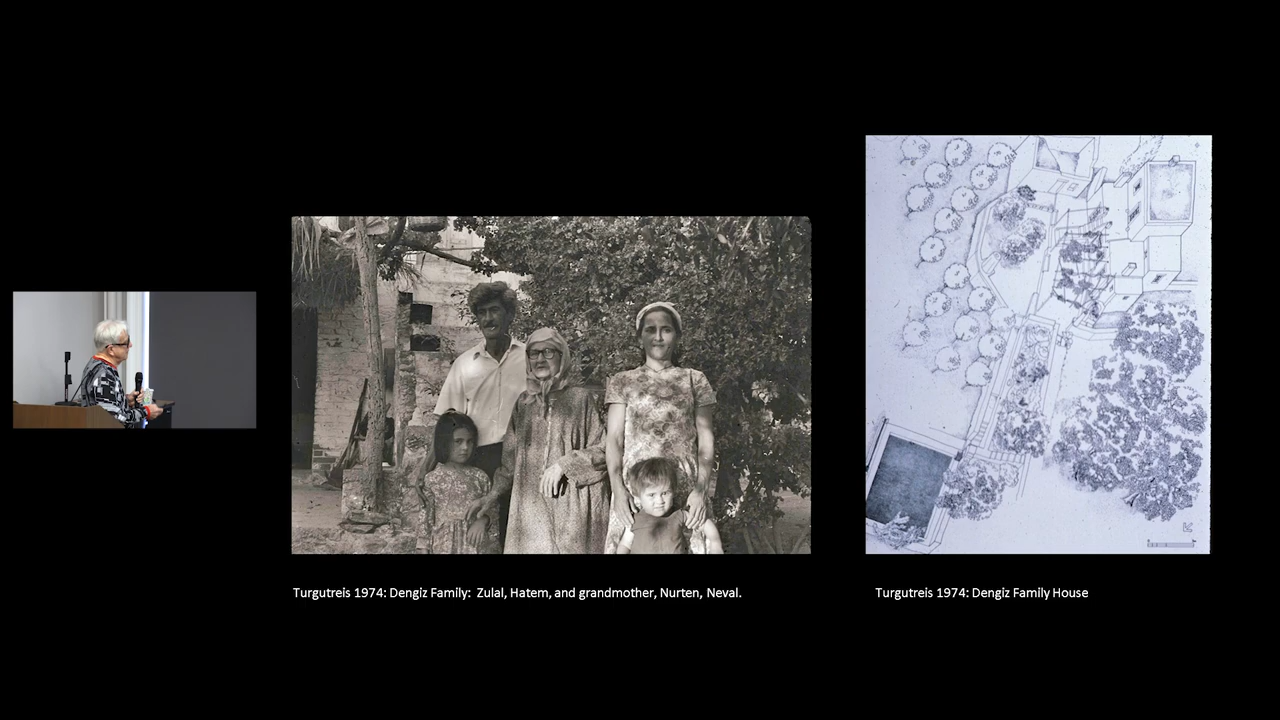 Turgutreis 1974: Dengiz Family:  Zulal, Hatem, and grandmother, Nurten, Neval.
Turgutreis 1974: Dengiz Family House